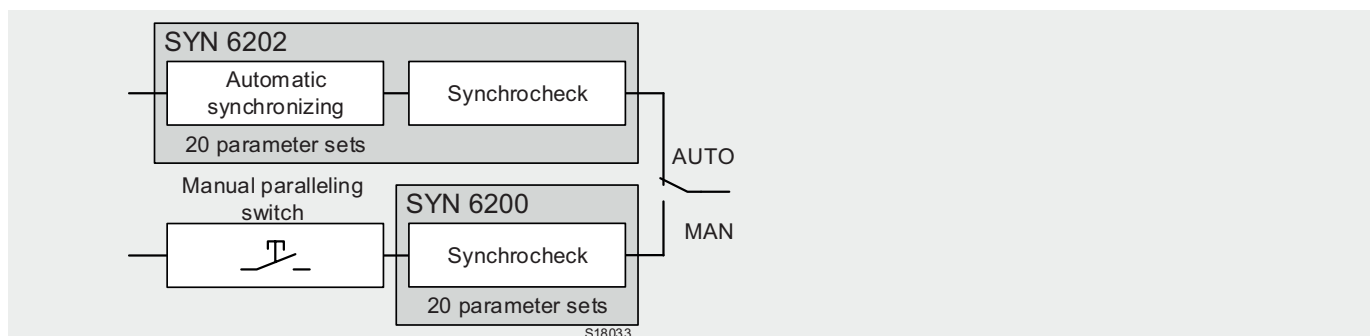 SYN 6202
Automatic
synchronizing
Synchrocheck
20 parameter sets
AUTO
Manual paralleling
switch
SYN 6200
Synchrocheck
MAN
20 parameter sets
S18033